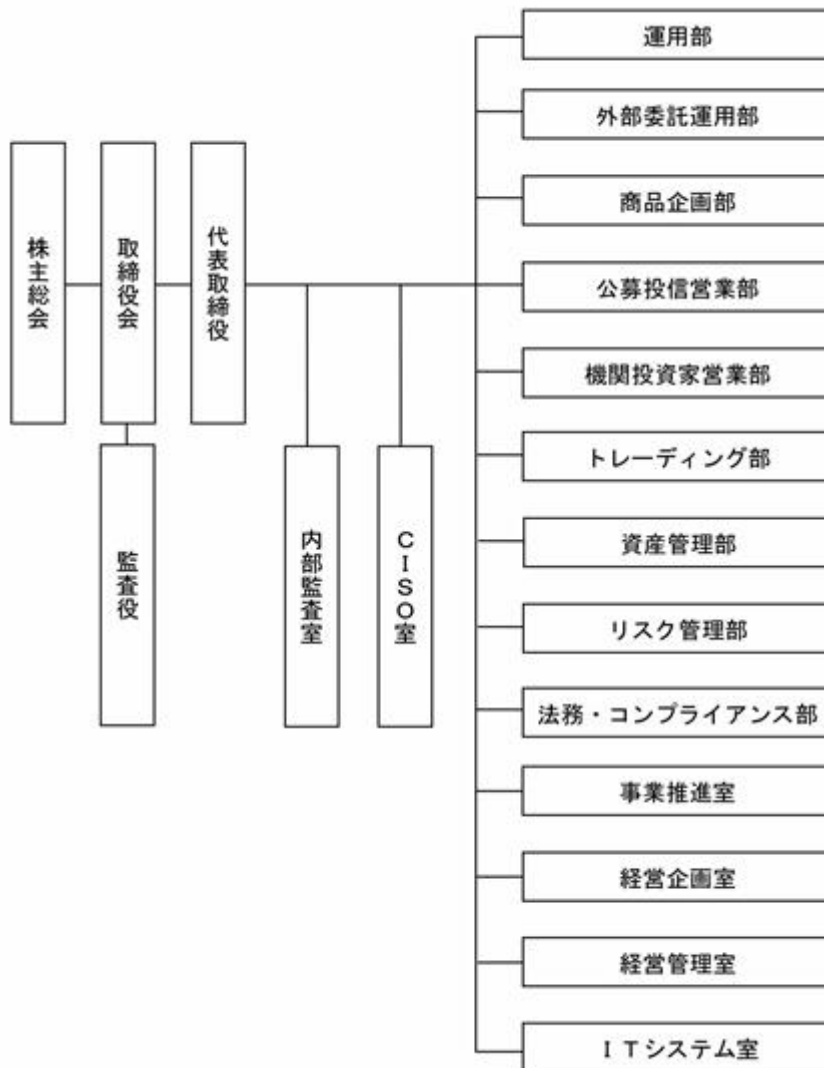 株主総会
取締役会
代表取締役
監査役
内部監査室
CISO室
運用部
外部委託運用部
商品企画部
公募投信営業部
機関投資家営業部
トレーディング部
資産管理部
リスク管理部
法務・コンプライアンス部
事業推進室
経営企画室
経営管理室
ITシステム室